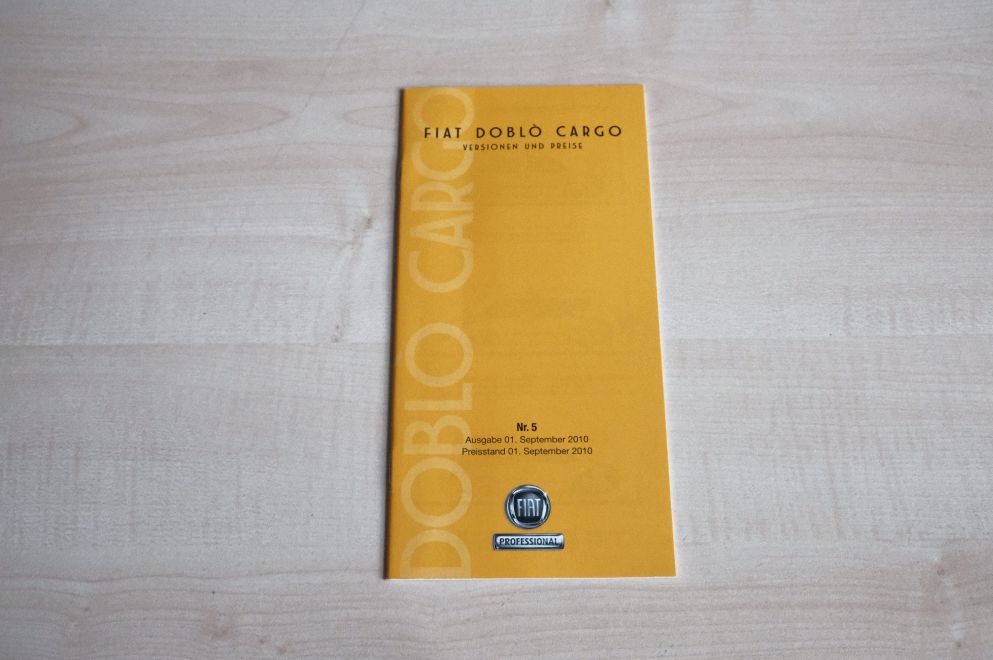 FIAT DOBLÒ CARGO
VERSIONEN UND PREISE
DOBLÒ CARGO
Nr. 5
Ausgabe 01. September 2010
Preisstand 01. September 2010
FIAT
PROFESSIONAL